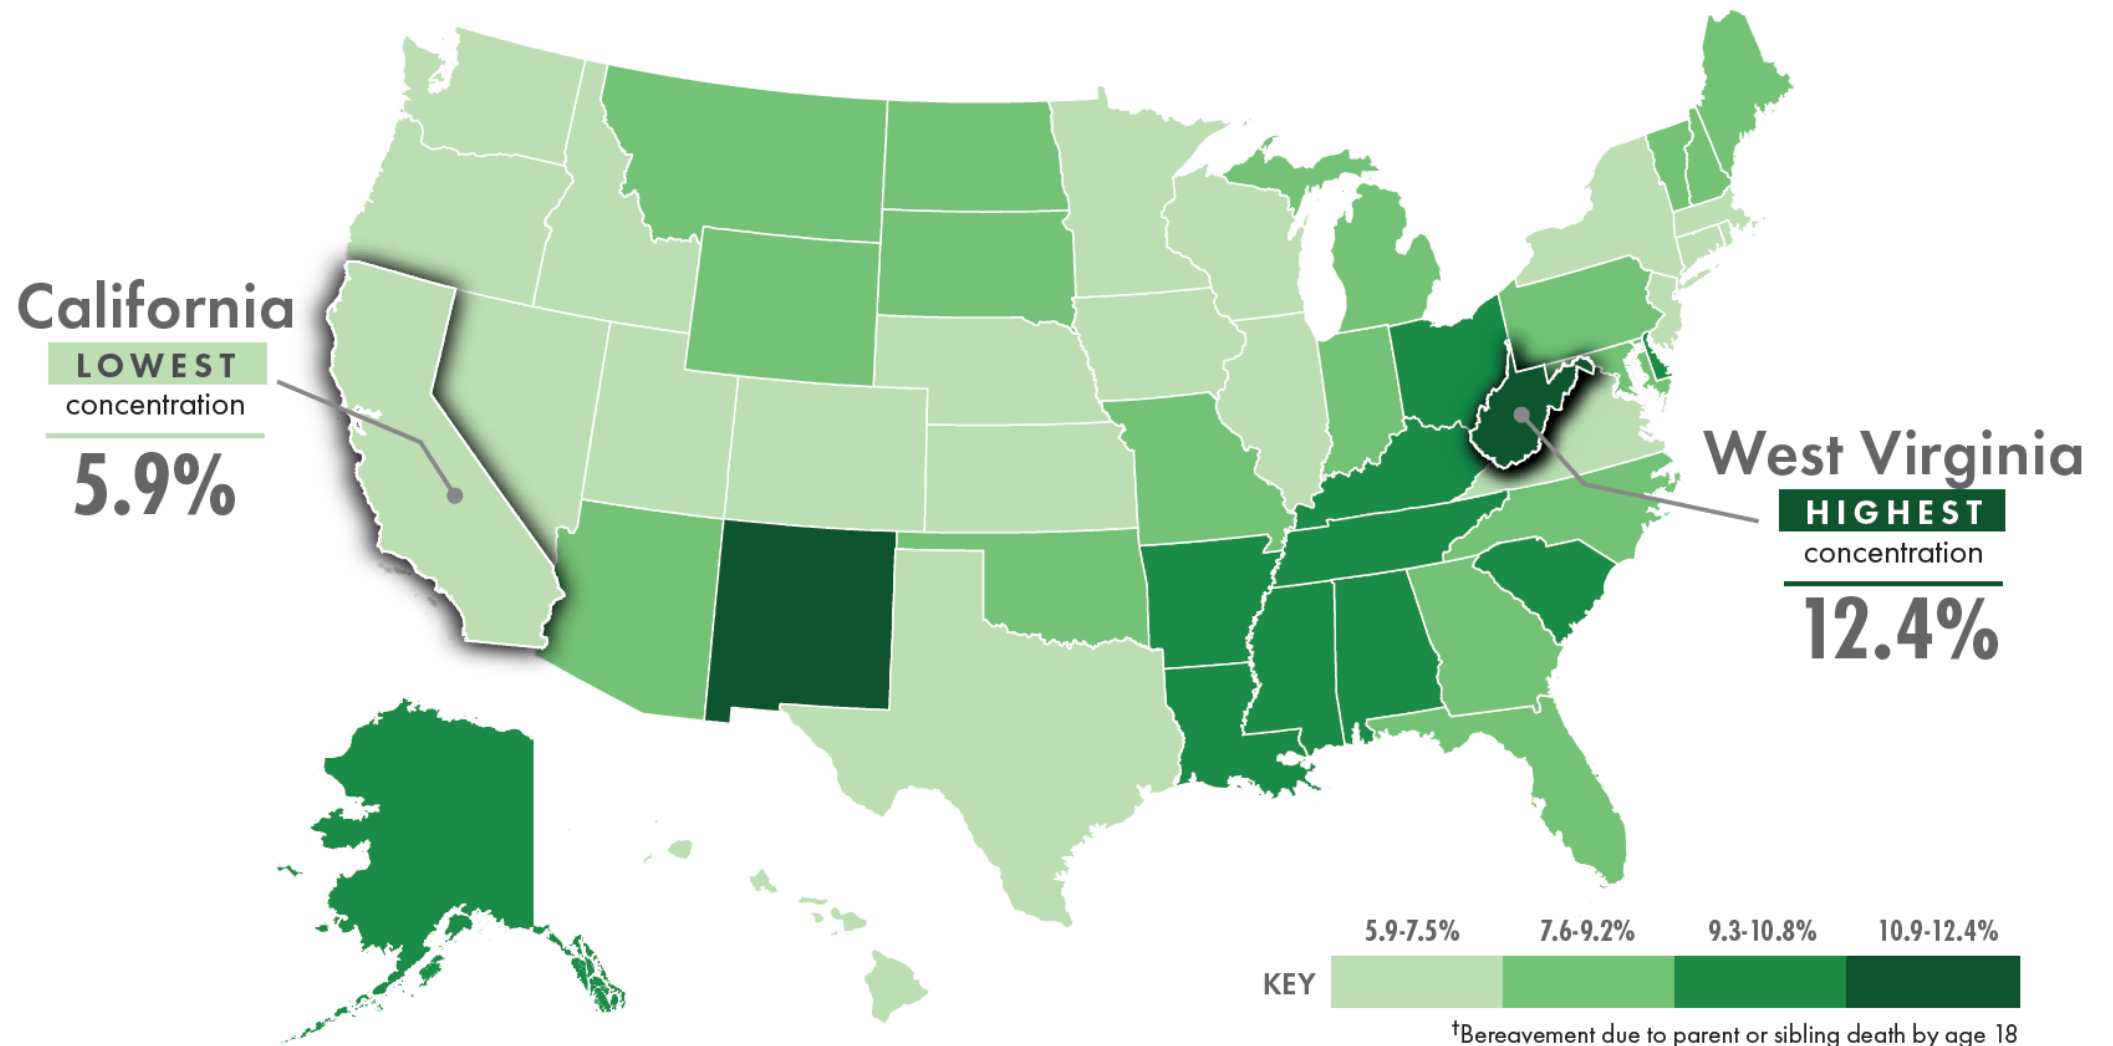 California
LOWEST
concentration
5.9%
West Virginia
HIGHEST
concentration
12.4%
5.9-7.5% 7.6-9.2% 9.3-10.8% 10.9-12.4%
KEY
†Bereavement due to parent or sibling death by age 18